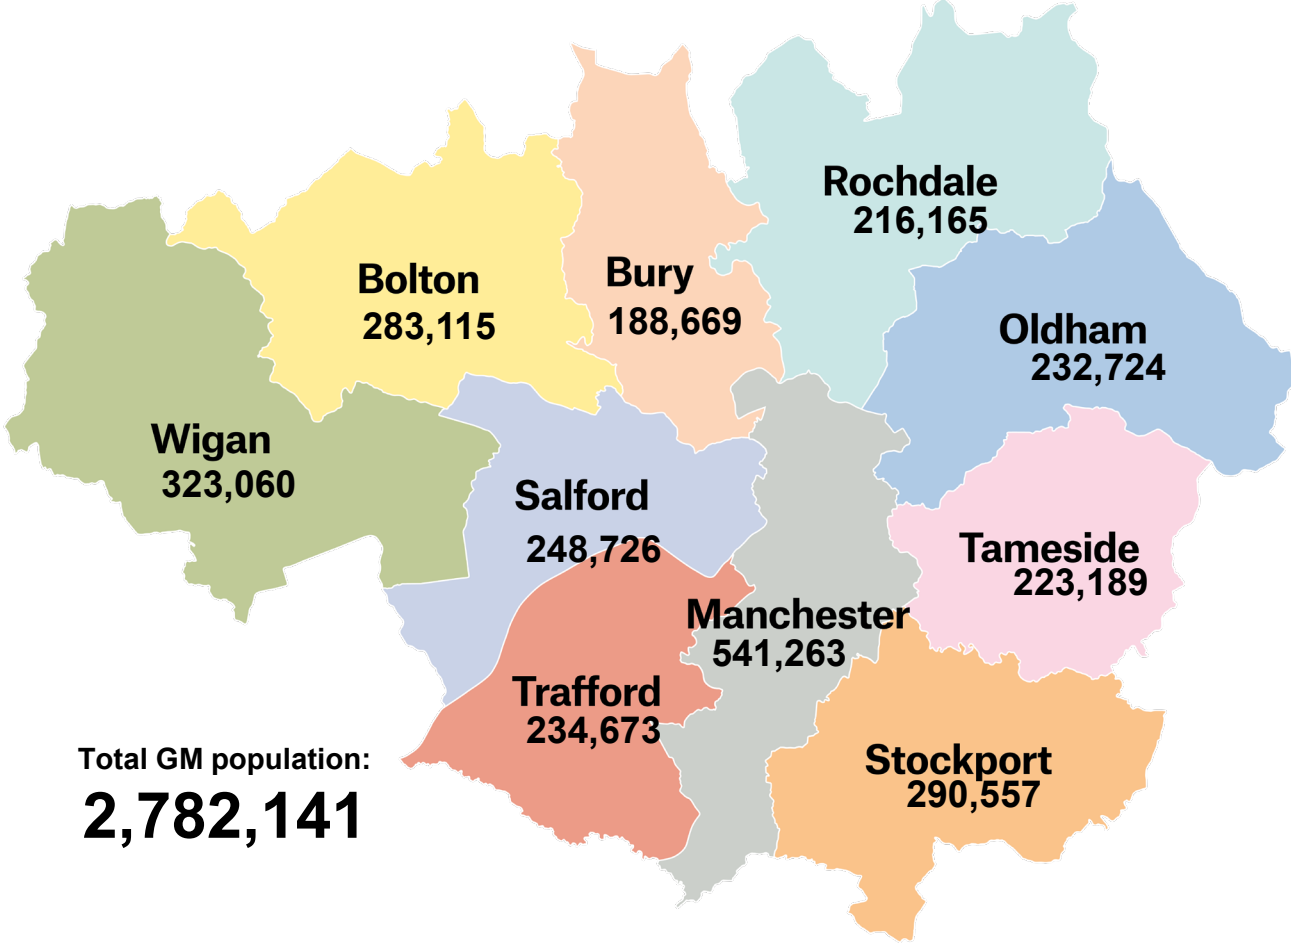 Rochdale
216,165
Bolton
283,115
Bury
188,669
Oldham
232,724
Wigan
323,060
Salford
248,726
Tameside
223,189
Manchester
541,263
Trafford
234,673
Stockport
290,557
Total GM population:
2,782,141